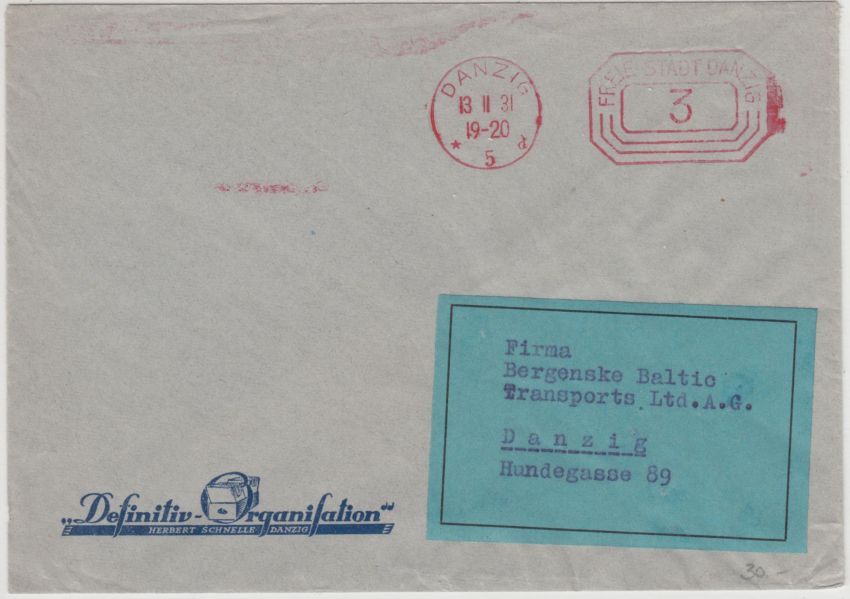 DANZIG
13 II 31
19-20
* 5 d
FREIE STADT DANZIG
3
Firma
Bergenske Baltic
Transports Ltd.A.G.
Danzig
Hundegasse 89
„Definitiv-Organiſation“
HERBERT SCHNELLE DANZIG
30.-